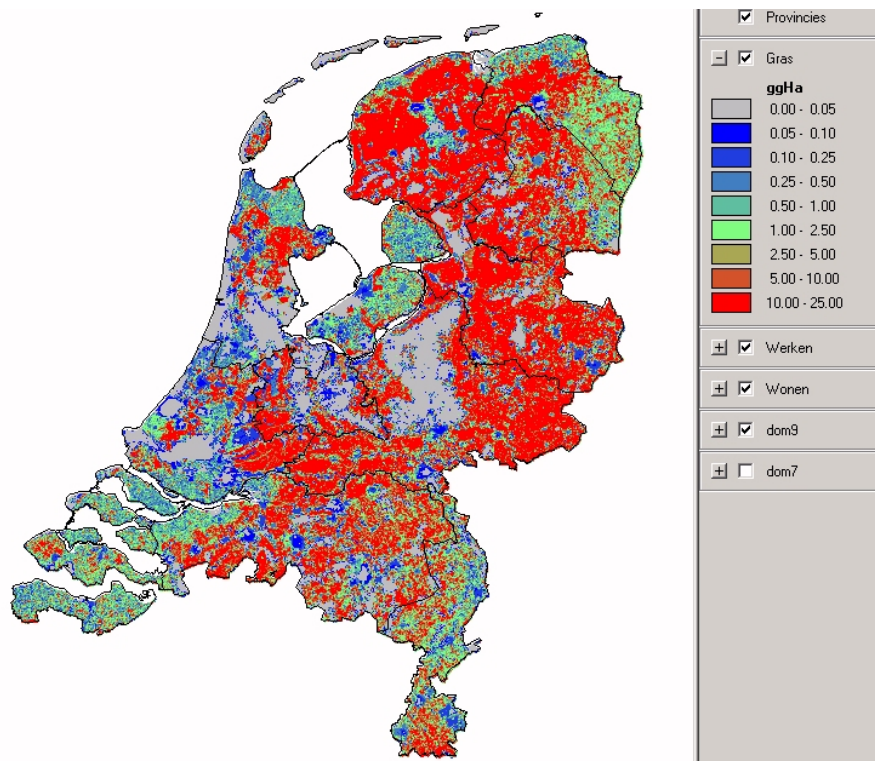 Provincies
Gras
ggHa
0.00 - 0.05
0.05 - 0.10
0.10 - 0.25
0.25 - 0.50
0.50 - 1.00
1.00 - 2.50
2.50 - 5.00
5.00 - 10.00
10.00 - 25.00
Werken
Wonen
dom9
dom7